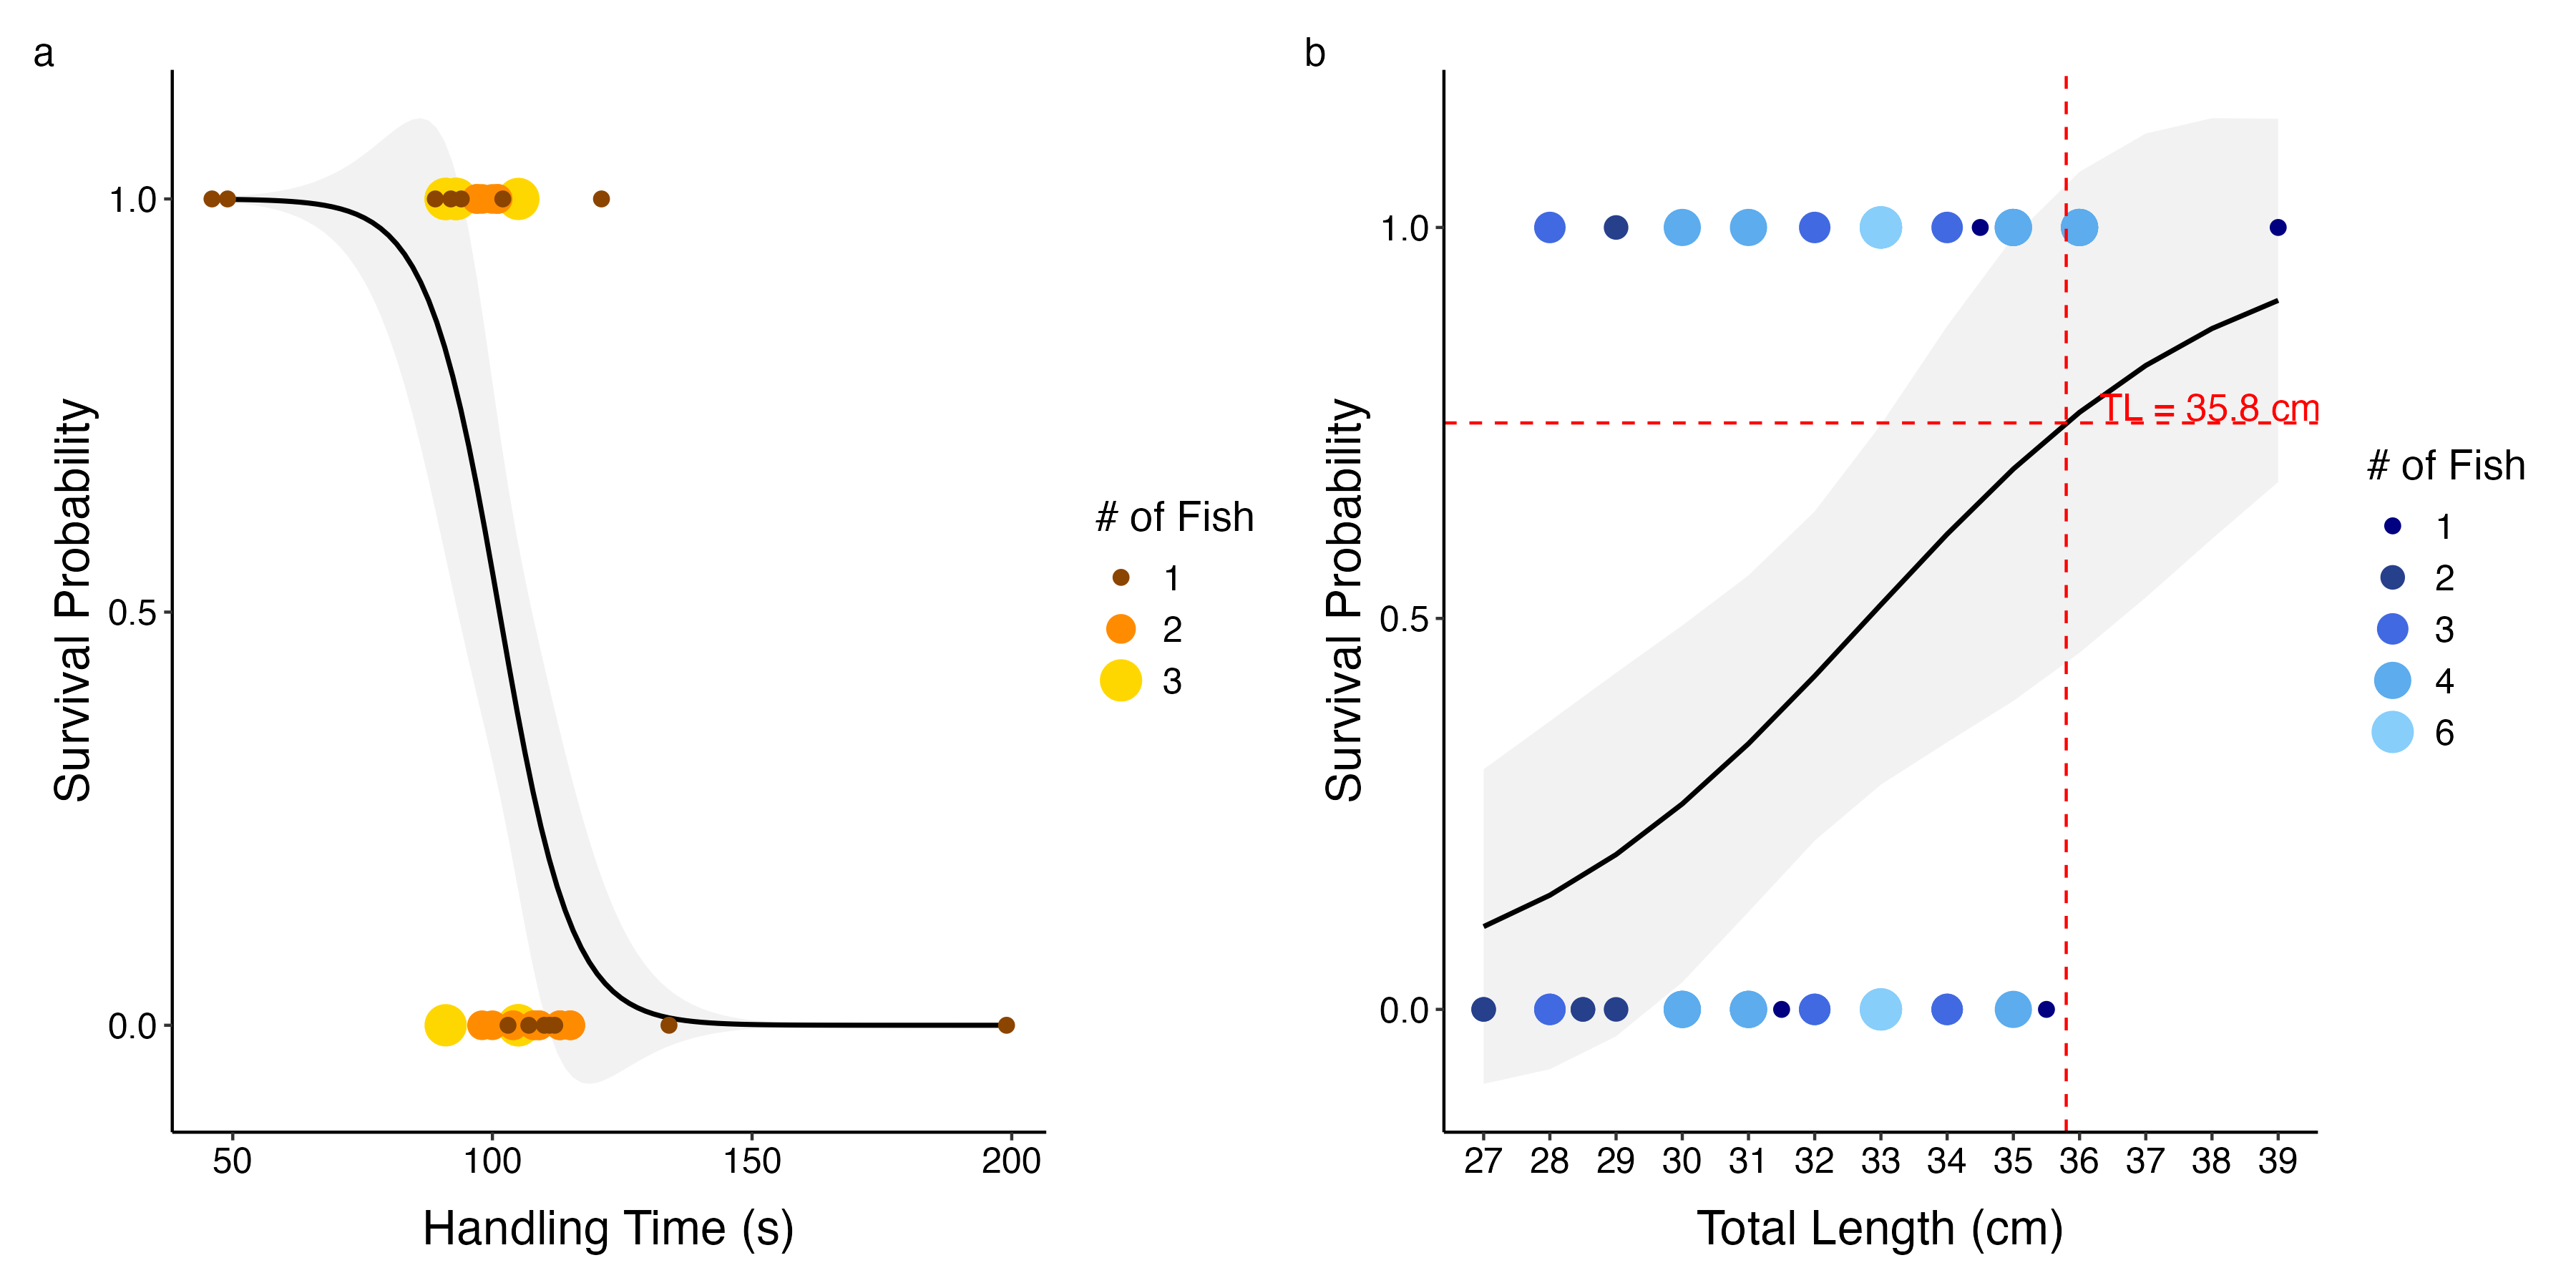 a
Survival Probability
1.0
0.5
0.0
50 100 150 200
Handling Time (s)
# of Fish
1
2
3
b
Survival Probability
1.0
0.5
0.0
TL = 35.8 cm
27 28 29 30 31 32 33 34 35 36 37 38 39
Total Length (cm)
# of Fish
1
2
3
4
6